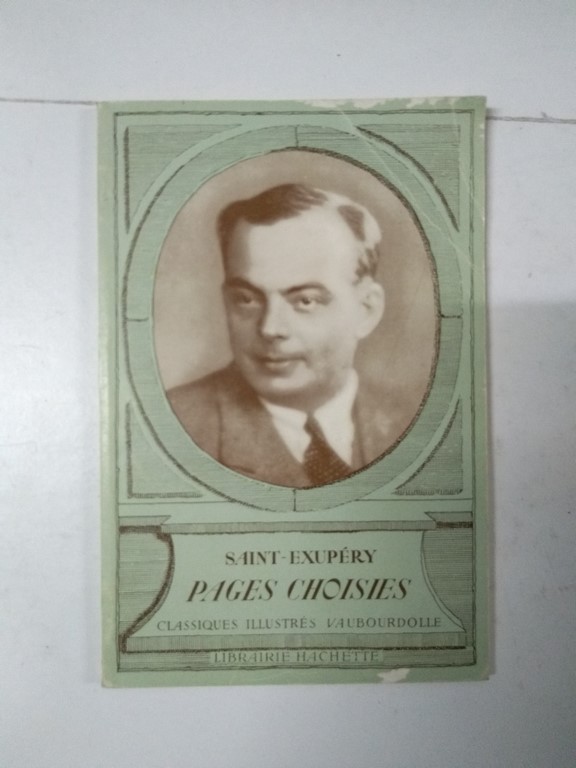 SAINT-EXUPÉRY
PAGES CHOISIES
CLASSIQUES ILLUSTRÉS VAUBOURDOLLE
LIBRAIRIE HACHETTE